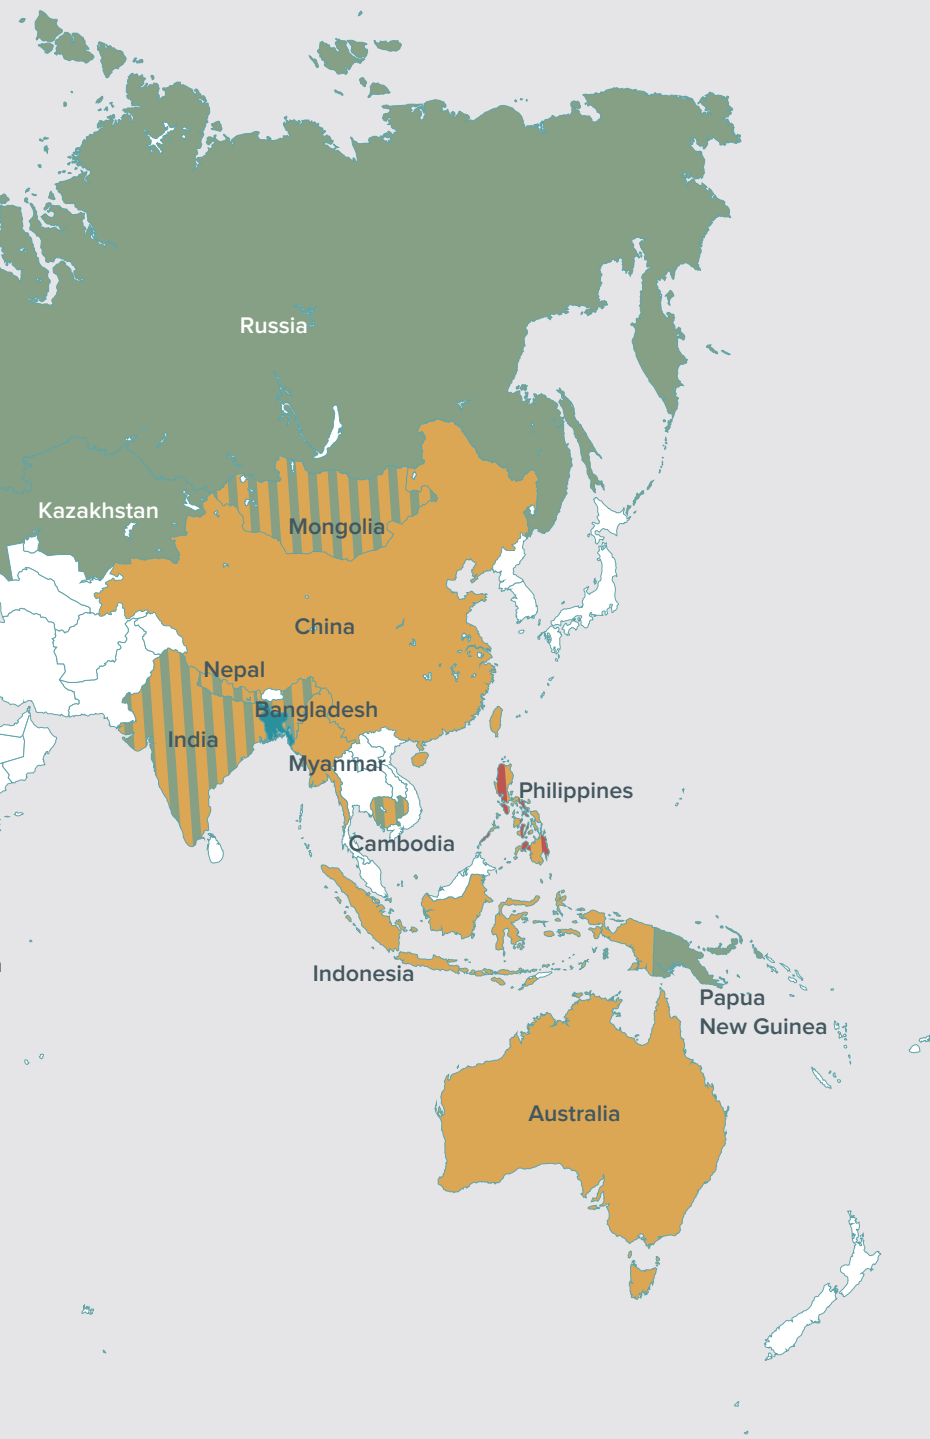 Russia
Kazakhstan
Mongolia
China
Nepal
Bangladesh
India
Myanmar
Philippines
Cambodia
Indonesia
Papua
New Guinea
Australia